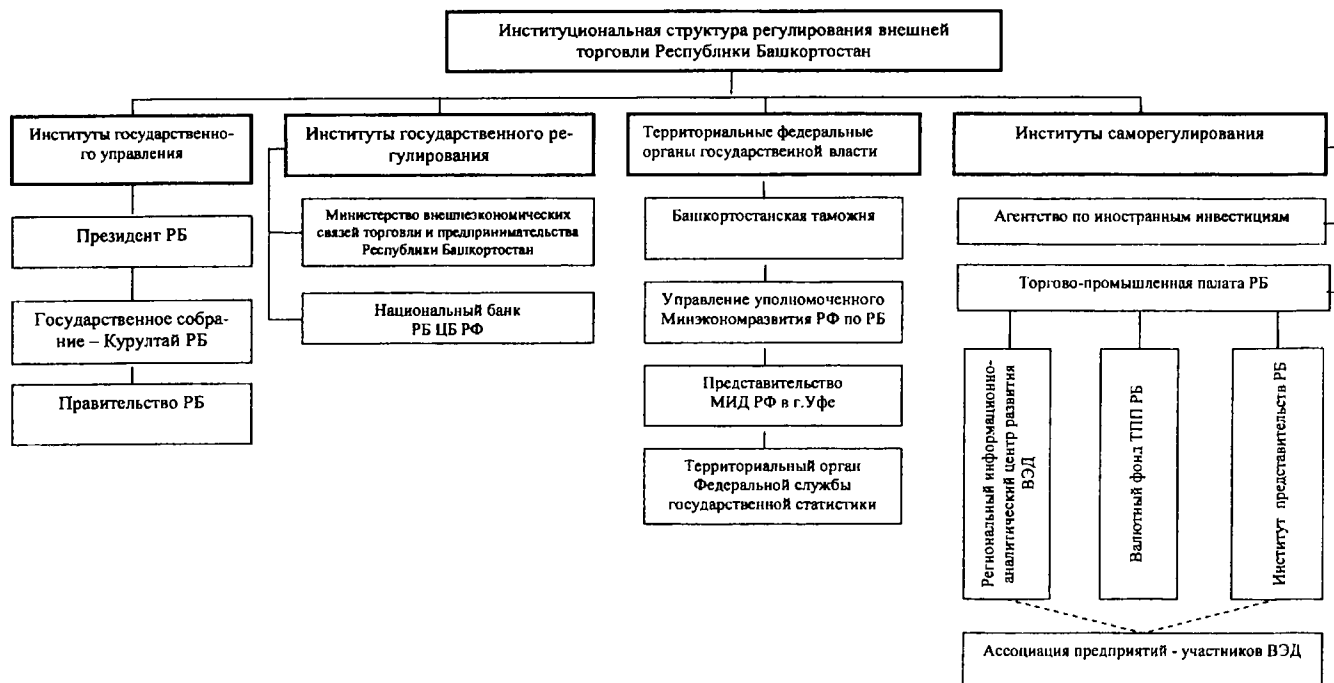 Институциональная структура регулирования внешней
торговли Республики Башкортостан
Институты государственно-
го управления
Президент РБ
Государственное собра-
ние – Курултай РБ
Правительство РБ
Институты государственного ре-
гулирования
Министерство внешнеэкономических
связей торговли и предпринимательства
Республики Башкортостан
Национальный банк
РБ ЦБ РФ
Территориальные федеральные
органы государственной власти
Башкортостанская таможня
Управление уполномоченного
Минэкономразвития РФ по РБ
Представительство
МИД РФ в г.Уфе
Территориальный орган
Федеральной службы
государственной статистики
Институты саморегулирования
Агентство по иностранным инвестициям
Торгово-промышленная палата РБ
Региональный информационно-
аналитический центр развития
ВЭД
Валютный фонд ТПП РБ
Институт представительств РБ
Ассоциация предприятий - участников ВЭД